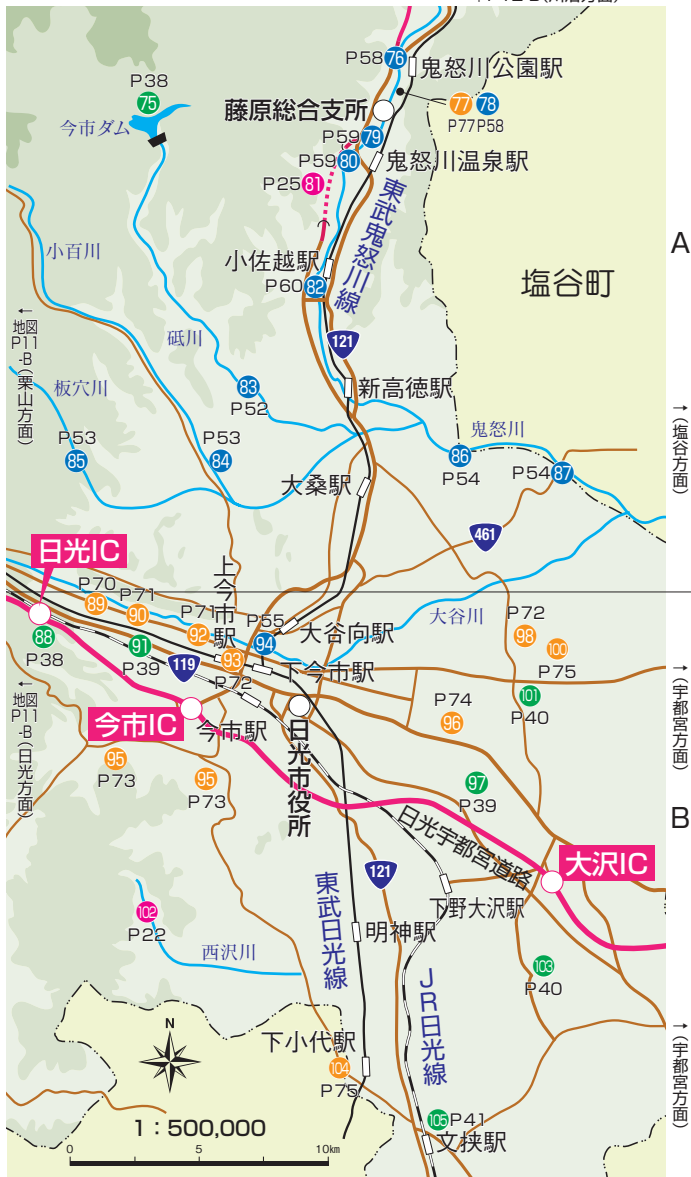 P58
76
鬼怒川公園駅
P38
75
77
78
P77
P58
藤原総合支所
今市ダム
P59
79
P59
80
鬼怒川温泉駅
P25
81
東武鬼怒川線
A
小百川
小佐越駅
P60
82
塩谷町
←地図P11-B(栗山方面)
砥川
121
板穴川
83
P52
新高徳駅
鬼怒川
→(塩谷方面)
P53
85
P53
84
86
P54
P54
87
大桑駅
461
日光IC
上今市駅
P70
89
P71
90
P71
92
P55
94
大谷向駅
大谷川
P72
98
100
P75
88
P38
91
P39
119
93
P72
下今市駅
101
P40
→(宇都宮方面)
←地図P11-B(日光方面)
今市IC
今市駅
日光市役所
P74
96
95
P73
95
P73
97
P39
B
日光宇都宮道路
大沢IC
121
下野大沢駅
102
P22
東武日光線
明神駅
西沢川
103
P40
JR日光線
N
下小代駅
104
P75
→(宇都宮方面)
1：500,000
105
P41
文挟駅
0
5
10km